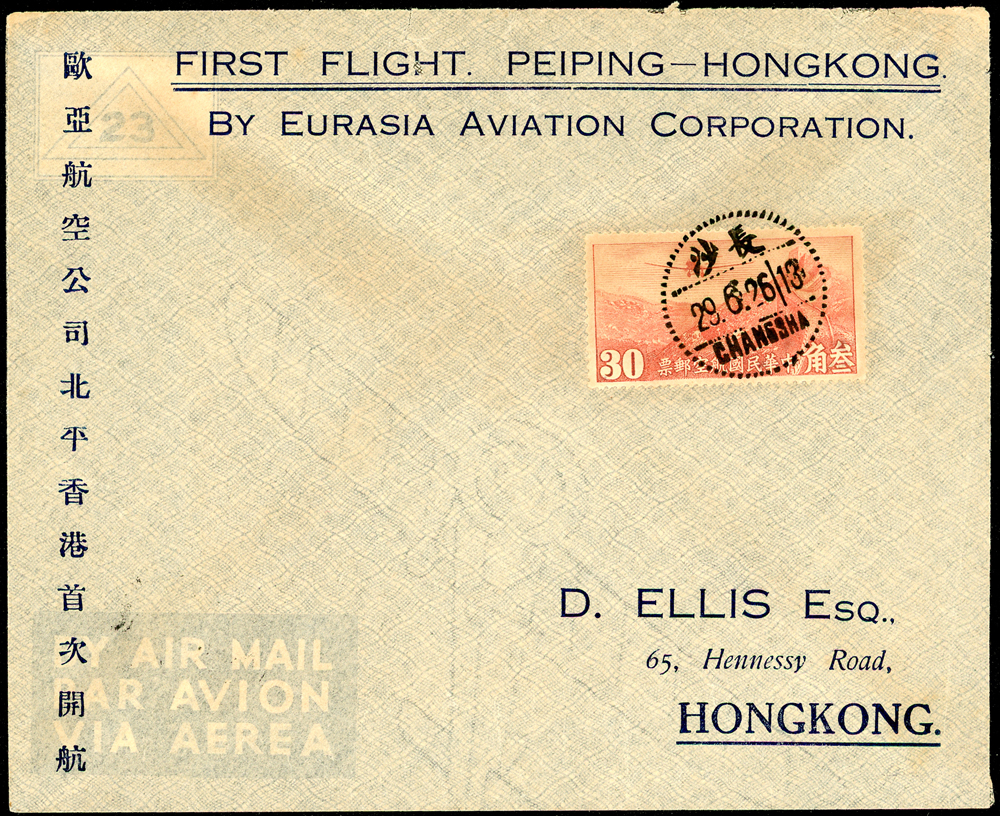 FIRST FLIGHT. PEIPING—HONGKONG.
BY EURASIA AVIATION CORPORATION.
歐亞航空公司北平香港首次開航
23
長沙
29.6.26|13
CHANGSHA
叁角 中華民國航空郵票 30
D. ELLIS ESQ.,
65, Hennessy Road,
HONGKONG.
BY AIR MAIL
PAR AVION
VIA AEREA